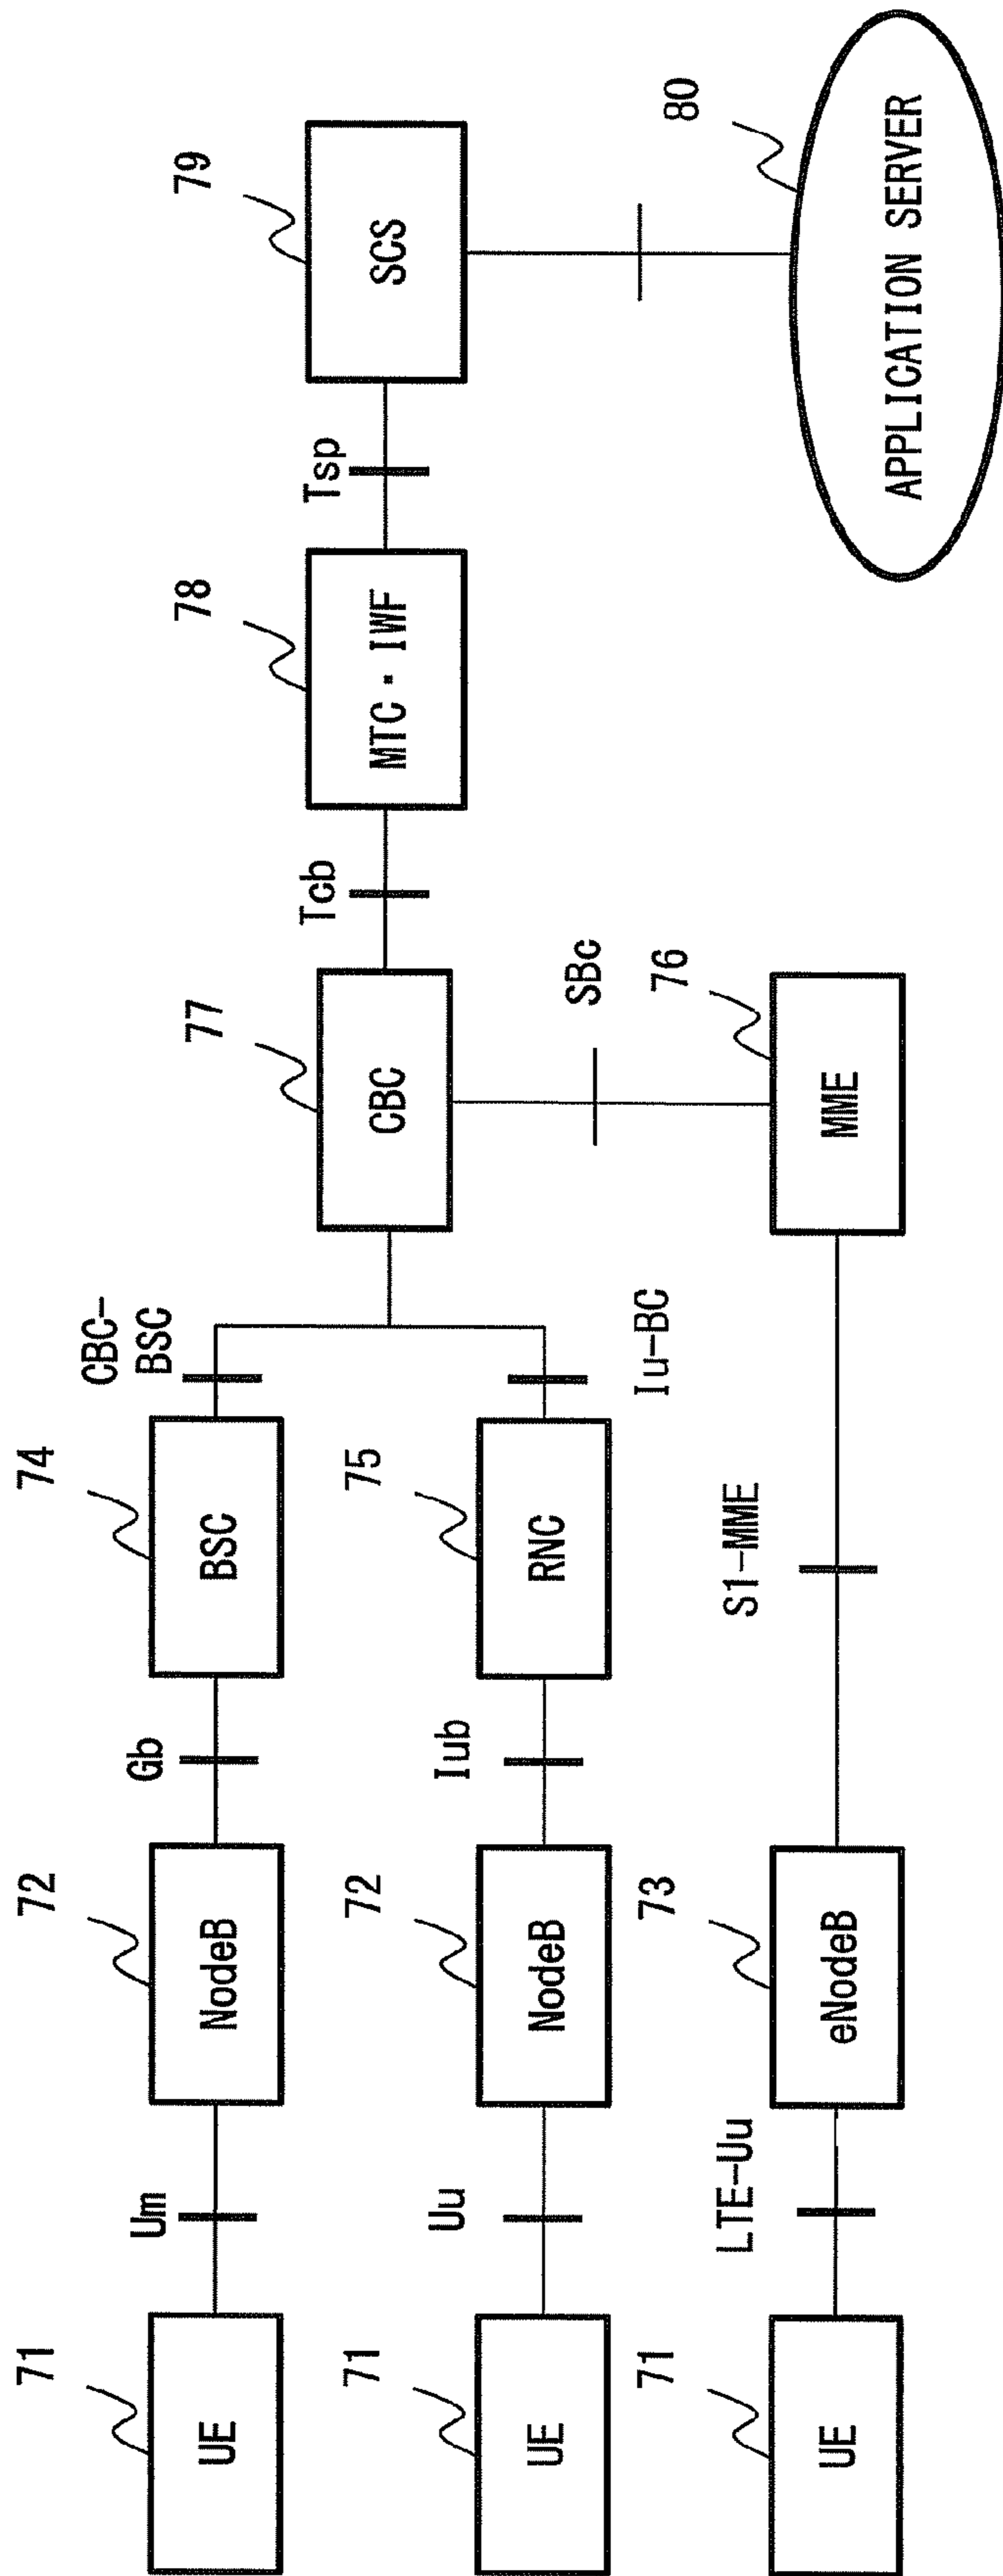 71
UE
Um
72
NodeB
Gb
74
BSC
CBC-
BSC
71
UE
Uu
72
NodeB
Iub
75
RNC
Iu-BC
77
CBC
Tcb
78
MTC・IWF
Tsp
79
SCS
71
UE
LTE-Uu
73
eNodeB
S1-MME
76
MME
SBc
80
APPLICATION SERVER